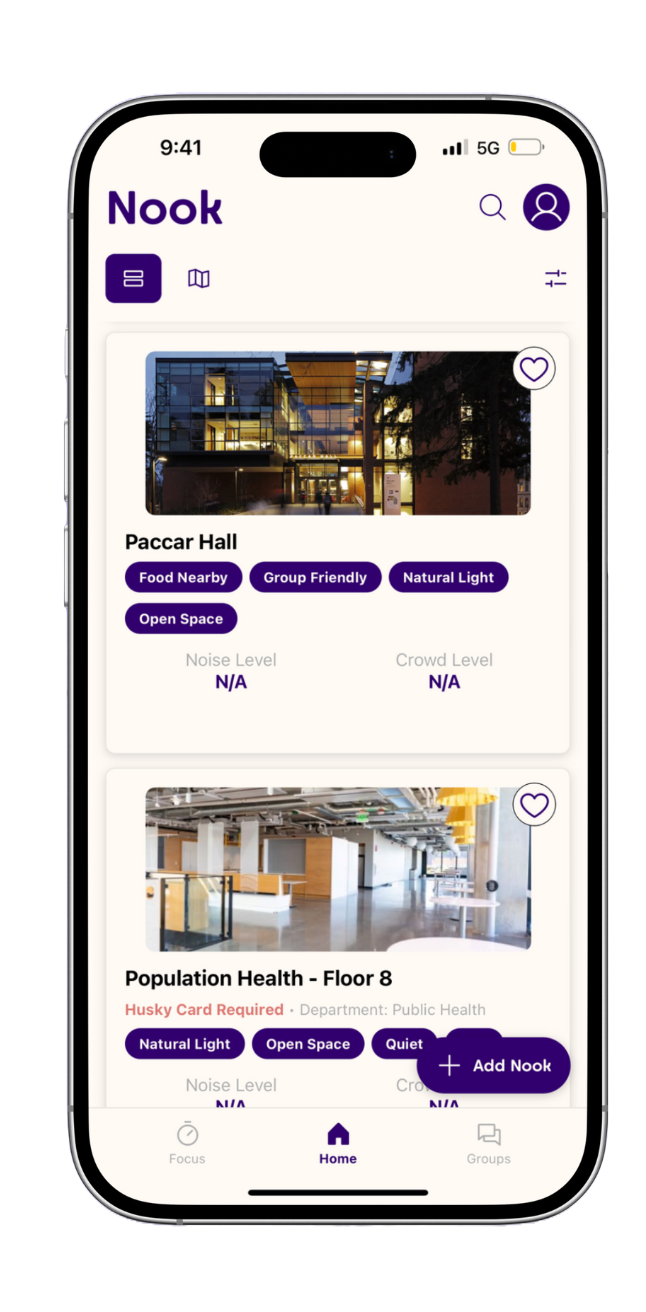 9:41 5G
Nook
Paccar Hall
Food Nearby Group Friendly Natural Light
Open Space
Noise Level Crowd Level
N/A N/A
Population Health - Floor 8
Husky Card Required • Department: Public Health
Natural Light Open Space Quiet
Add Nook
Noise Level Cro
N/A N/A
Focus Home Groups